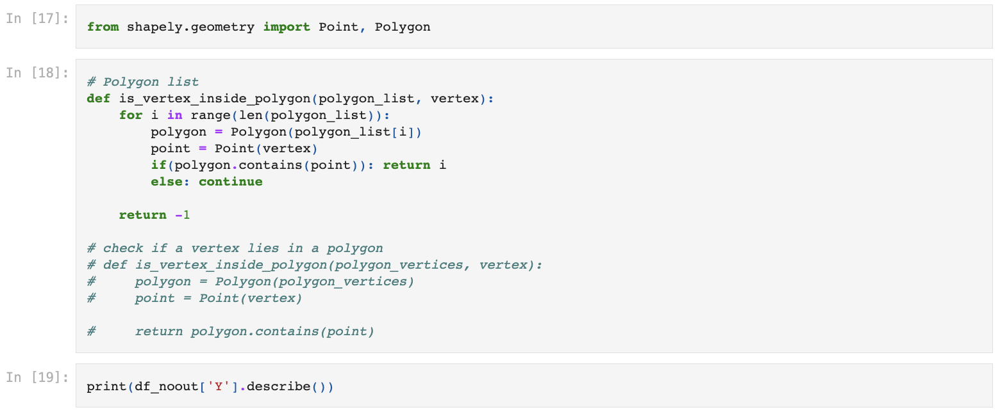 In [17]:
from shapely.geometry import Point, Polygon
In [18]:
# Polygon list
def is_vertex_inside_polygon(polygon_list, vertex):
    for i in range(len(polygon_list)):
        polygon = Polygon(polygon_list[i])
        point = Point(vertex)
        if(polygon.contains(point)): return i
        else: continue

    return -1

# check if a vertex lies in a polygon
# def is_vertex_inside_polygon(polygon_vertices, vertex):
#     polygon = Polygon(polygon_vertices)
#     point = Point(vertex)

#     return polygon.contains(point)
In [19]:
print(df_noout['Y'].describe())